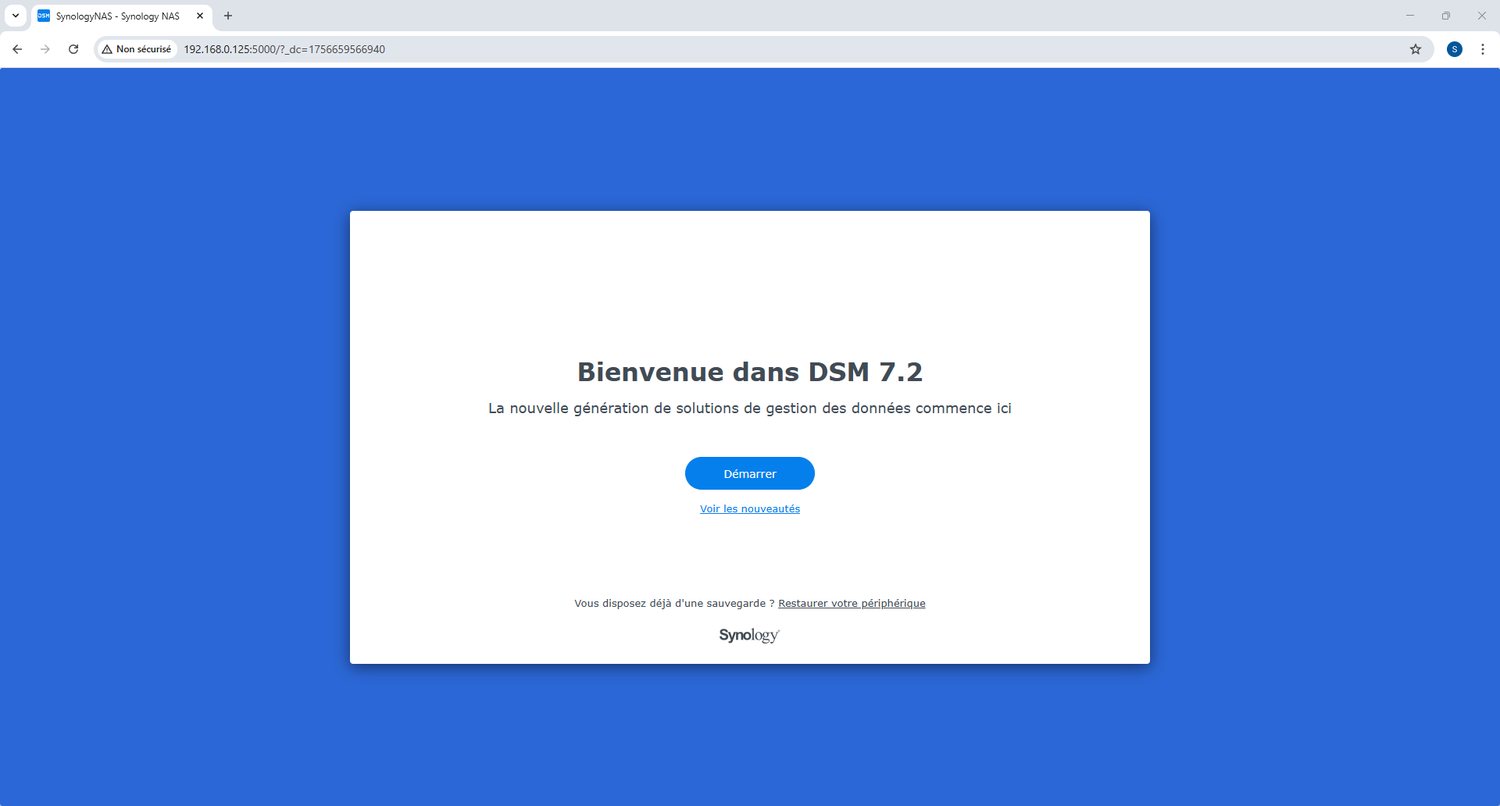 SynologyNAS - Synology NAS
Non sécurisé
192.168.0.125:5000/?_dc=1756659566940
S
Bienvenue dans DSM 7.2
La nouvelle génération de solutions de gestion des données commence ici
Démarrer
Voir les nouveautés
Vous disposez déjà d'une sauvegarde ? Restaurer votre périphérique
Synology